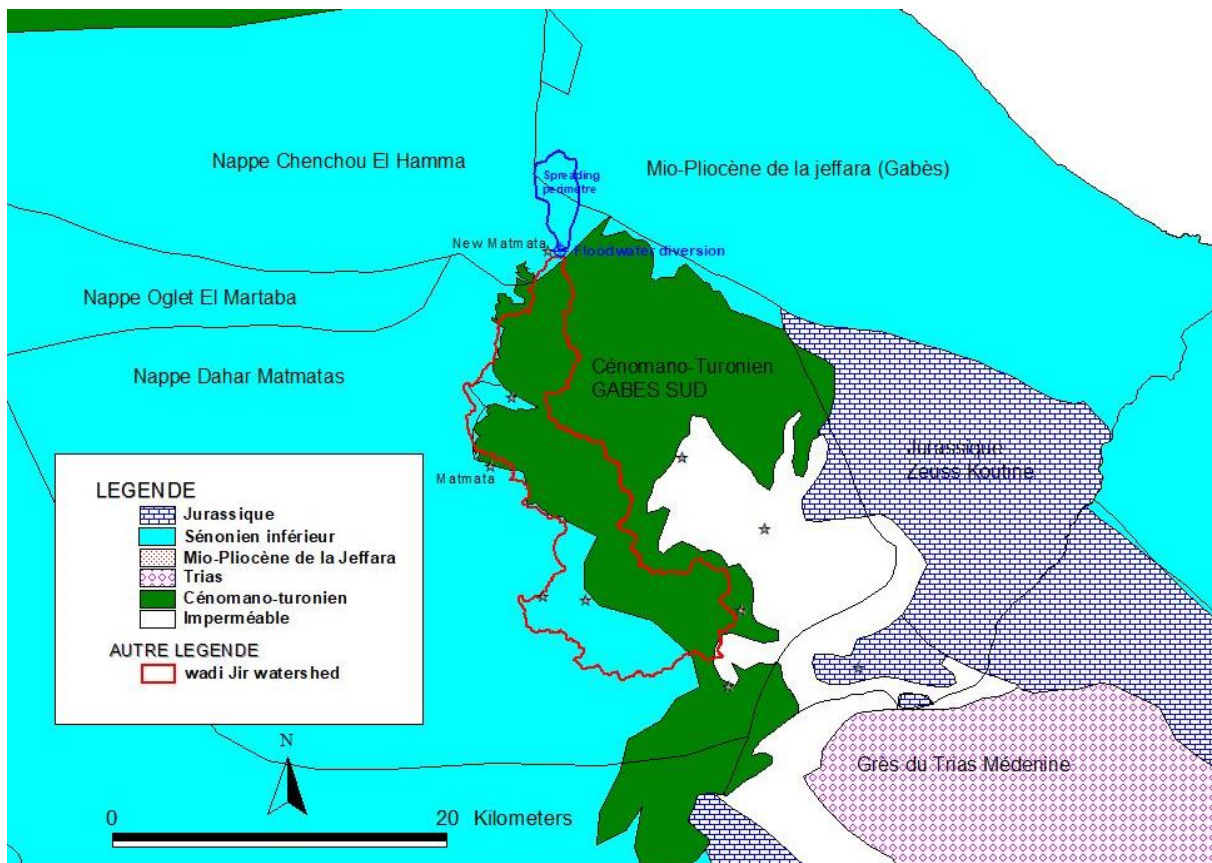 Nappe Chenchou El Hamma
Mio-Pliocène de la jeffara (Gabès)
Spreading
perimètre
New Matmata
Floodwater diversion
Nappe Oglet El Martaba
Nappe Dahar Matmatas
Cénomano-Turonien
GABES SUD
Jurassique
Zeuss Koutine
Matmata
LEGENDE
Jurassique
Sénonien inférieur
Mio-Pliocène de la Jeffara
Trias
Cénomano-turonien
Imperméable
AUTRE LEGENDE
wadi Jir watershed
Grès du Trias Médenine
N
0 20 Kilometers